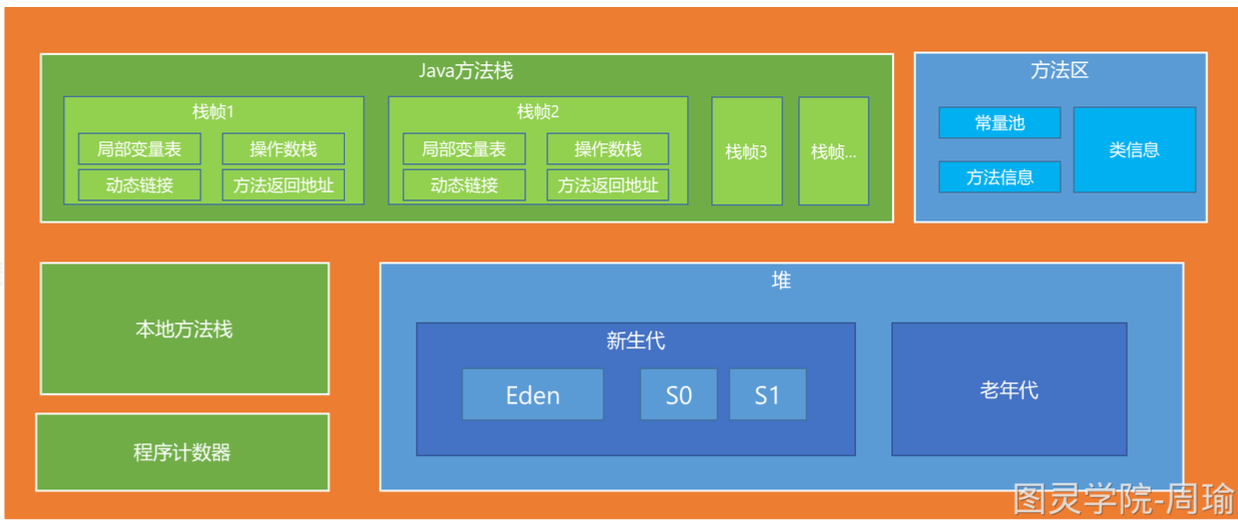 Java方法栈
栈帧1
局部变量表
操作数栈
动态链接
方法返回地址
栈帧2
局部变量表
操作数栈
动态链接
方法返回地址
栈帧3
栈帧...
方法区
常量池
方法信息
类信息
本地方法栈
程序计数器
堆
新生代
Eden
S0
S1
老年代
图灵学院-周瑜